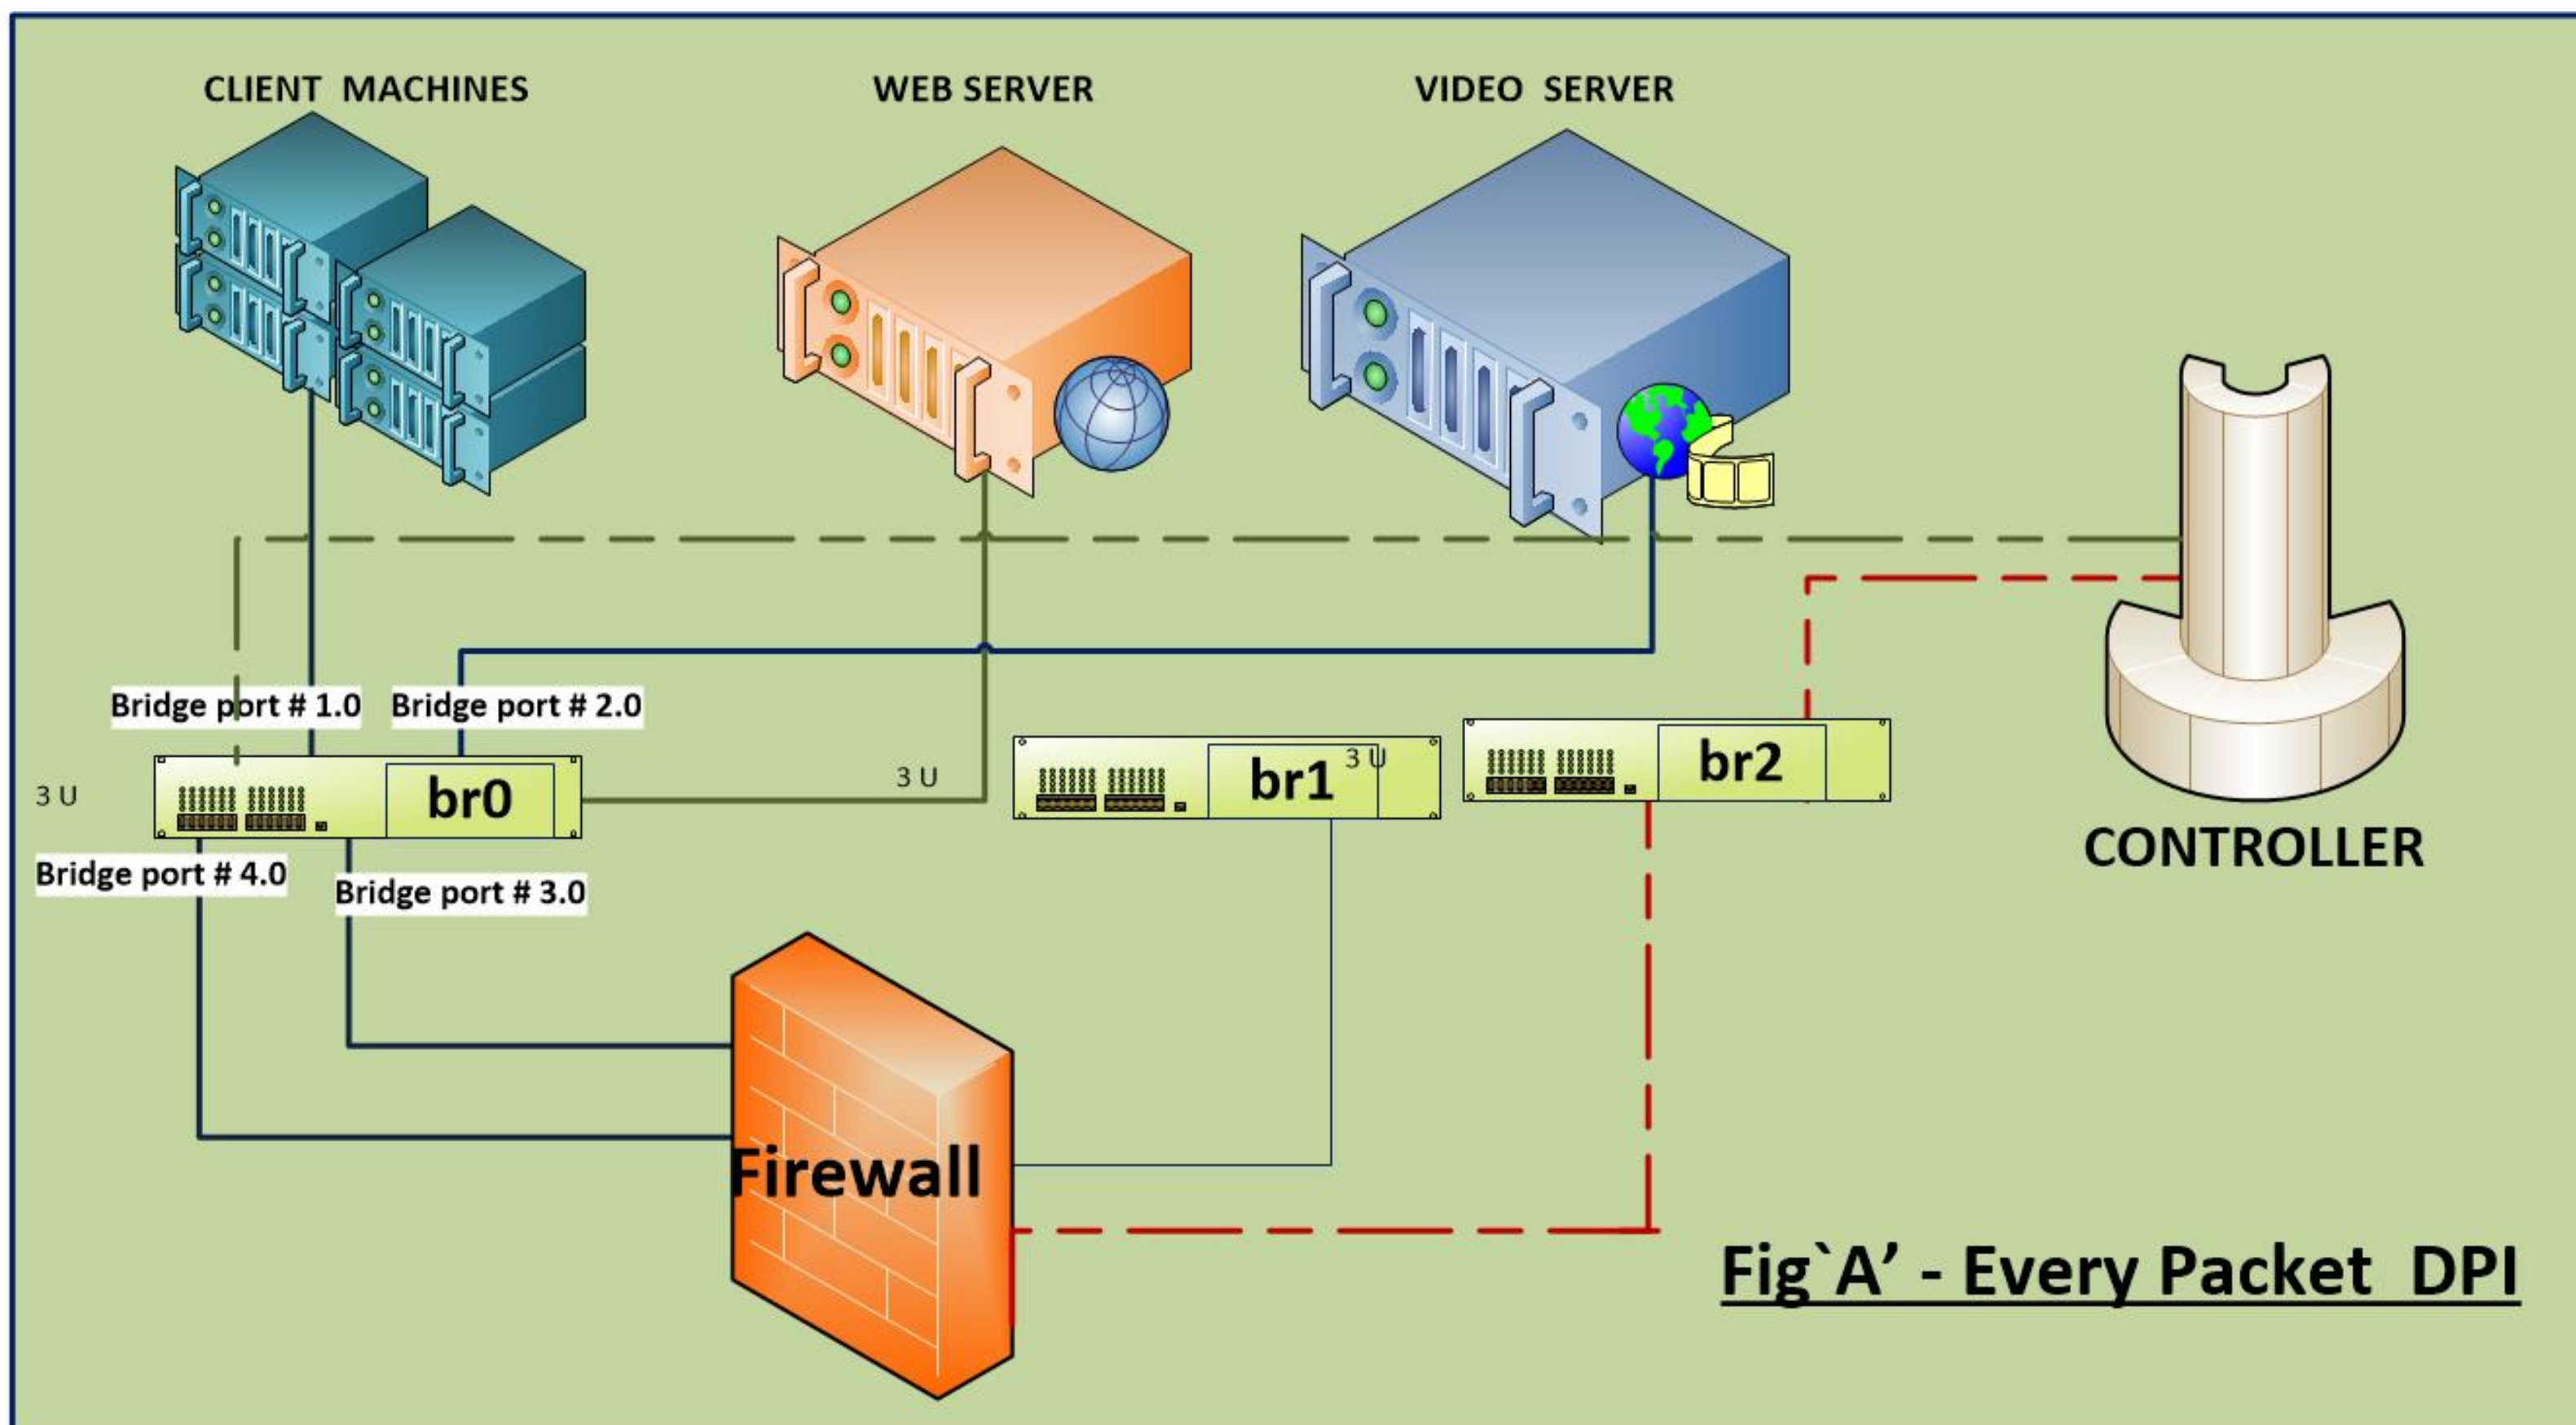 CLIENT  MACHINES
WEB SERVER
VIDEO  SERVER
Bridge port # 1.0
Bridge port # 2.0
3 U
br0
3 U
br1
3 U
br2
CONTROLLER
Bridge port # 4.0
Bridge port # 3.0
Firewall
Fig`A’ - Every Packet  DPI